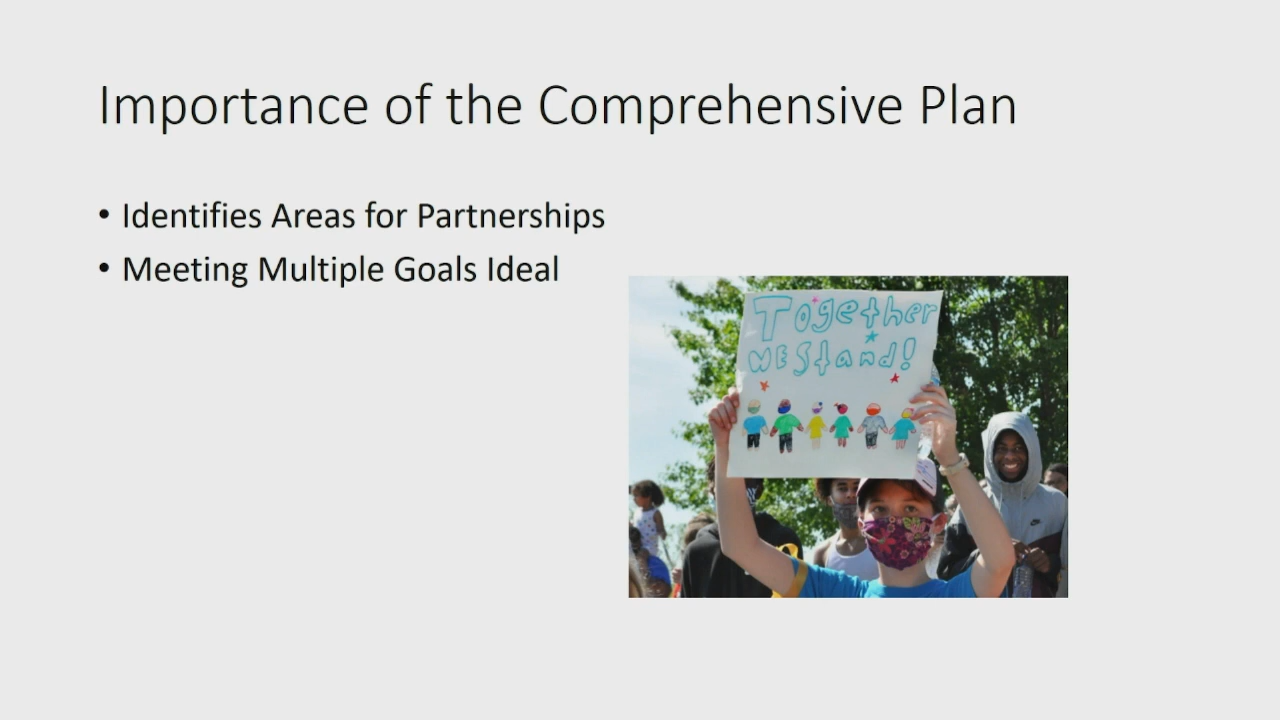 Importance of the Comprehensive Plan
• Identifies Areas for Partnerships
• Meeting Multiple Goals Ideal
Together
WE Stand!